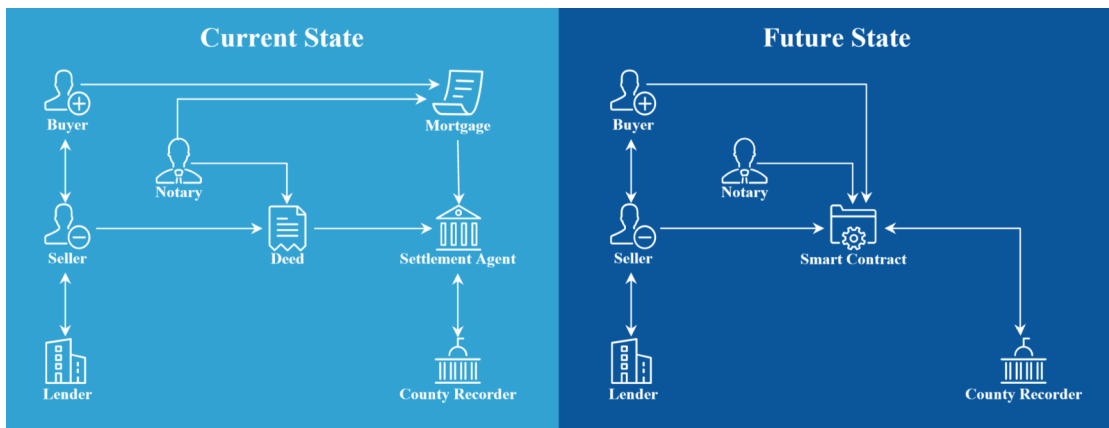 Current State
Buyer
Mortgage
Notary
Seller
Deed
Settlement Agent
Lender
County Recorder
Future State
Buyer
Notary
Seller
Smart Contract
Lender
County Recorder